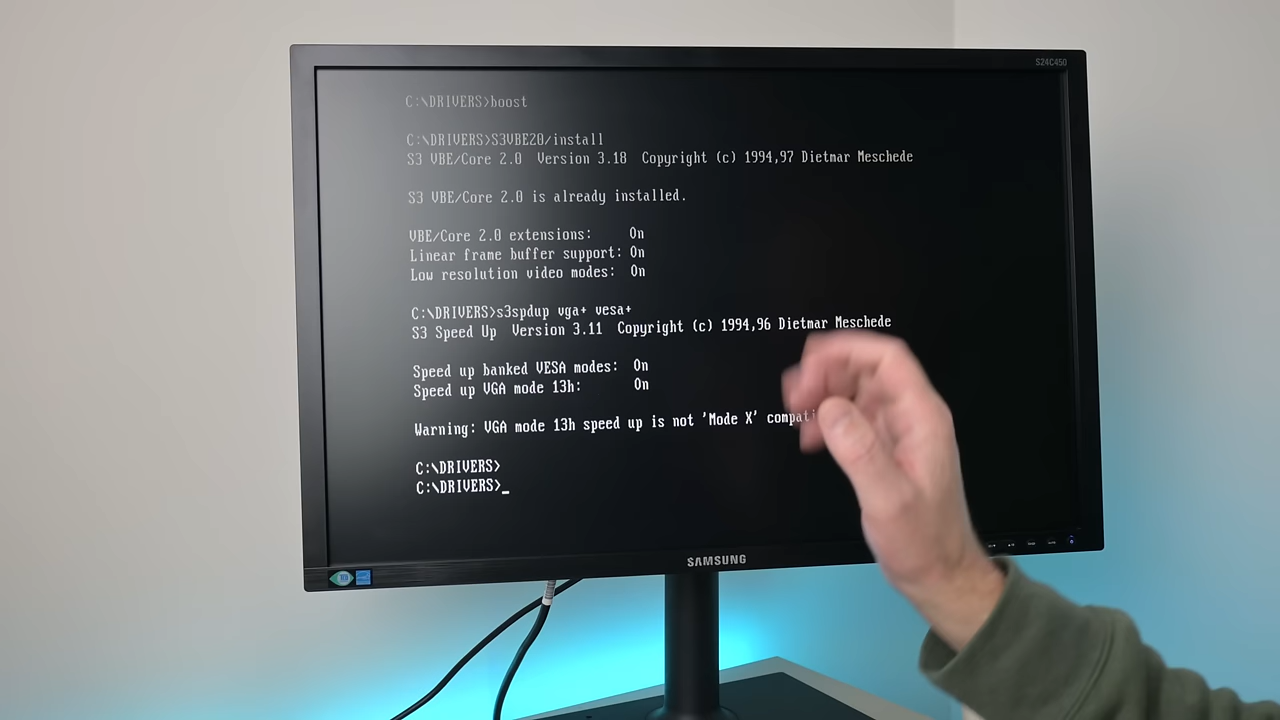 S24C450
C:\DRIVERS>boost
C:\DRIVERS>S3VBE20/install
S3 VBE/Core 2.0 Version 3.18 Copyright (c) 1994,97 Dietmar Meschede
S3 VBE/Core 2.0 is already installed.
VBE/Core 2.0 extensions: On
Linear frame buffer support: On
Low resolution video modes: On
C:\DRIVERS>s3spdup vga+ vesa+
S3 Speed Up Version 3.11 Copyright (c) 1994,96 Dietmar Meschede
Speed up banked VESA modes: On
Speed up VGA mode 13h: On
Warning: VGA mode 13h speed up is not 'Mode X'
C:\DRIVERS>
C:\DRIVERS>_
SAMSUNG